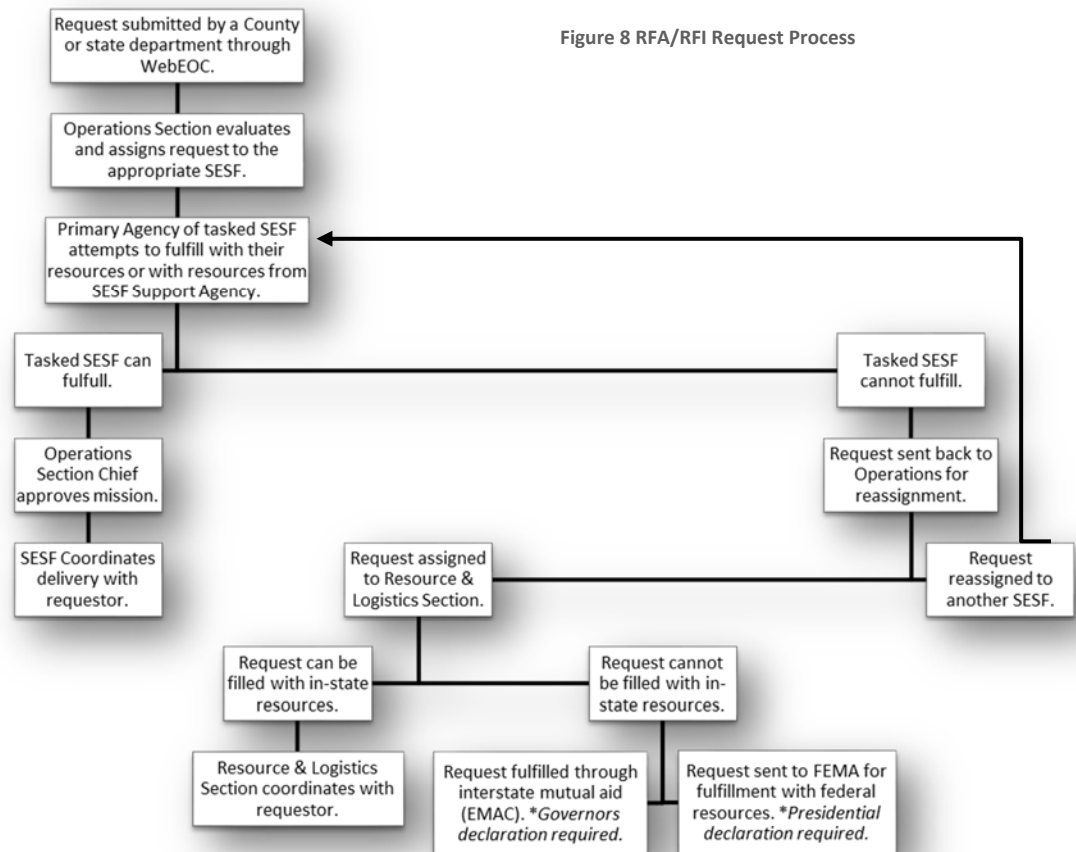 Figure 8 RFA/RFI Request Process
Request submitted by a County
or state department through
WebEOC.
Operations Section evaluates
and assigns request to the
appropriate SESF.
Primary Agency of tasked SESF
attempts to fulfill with their
resources or with resources from
SESF Support Agency.
Tasked SESF can
fulfull.
Tasked SESF
cannot fulfill.
Operations
Section Chief
approves mission.
Request sent back to
Operations for
reassignment.
SESF Coordinates
delivery with
requestor.
Request assigned
to Resource &
Logistics Section.
Request
reassigned to
another SESF.
Request can be
filled with in-state
resources.
Request cannot
be filled with in-
state resources.
Resource & Logistics
Section coordinates with
requestor.
Request fulfilled through
interstate mutual aid
(EMAC). *Governors
declaration required.
Request sent to FEMA for
fulfillment with federal
resources. *Presidential
declaration required.